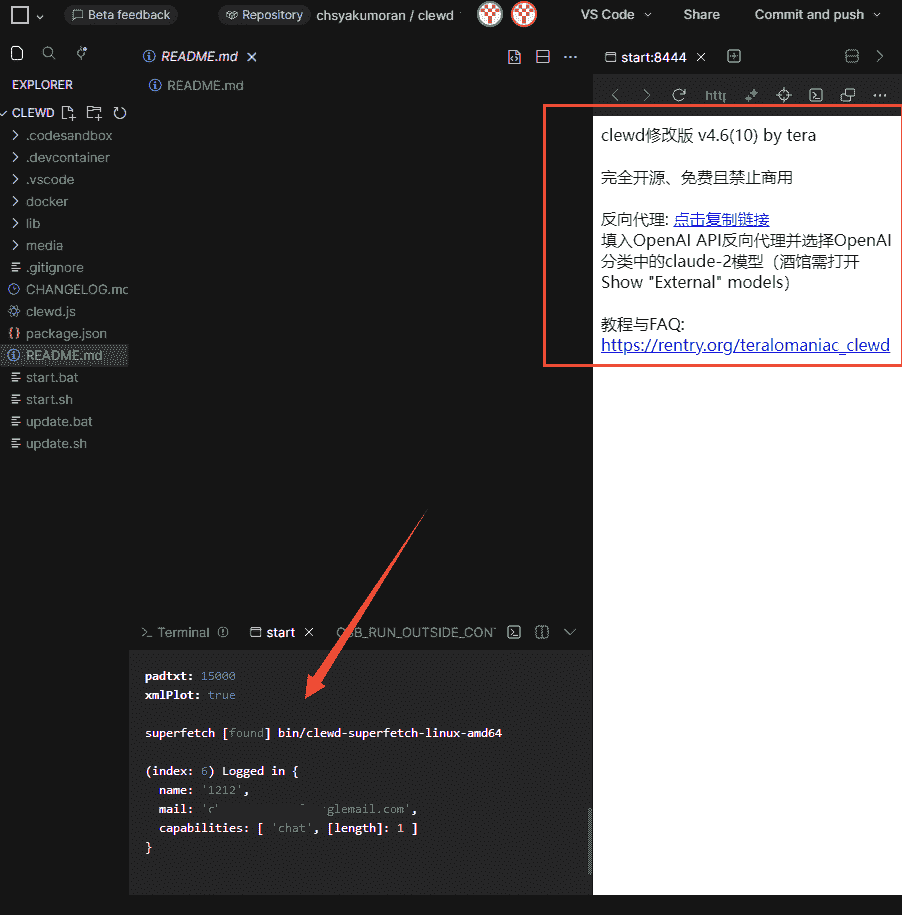 Beta feedback
Repository
chsyakumoran / clewd
VS Code
Share
Commit and push
README.md
start:8444
EXPLORER
README.md
CLEWD
.codesandbox
.devcontainer
.vscode
docker
lib
media
.gitignore
CHANGELOG.mc
clewd.js
package.json
README.md
start.bat
start.sh
update.bat
update.sh
clewd修改版 v4.6(10) by tera
完全开源、免费且禁止商用
反向代理: 点击复制链接
填入OpenAI API反向代理并选择OpenAI
分类中的claude-2模型（酒馆需打开
Show "External" models）
教程与FAQ:
https://rentry.org/teralomaniac_clewd
Terminal
start
_RUN_OUTSIDE_CON
padtxt: 15000
xmlPlot: true
superfetch [found] bin/clewd-superfetch-linux-amd64
(index: 6) Logged in {
name: '1212',
mail: glemail.com',
capabilities: [ 'chat', [length]: 1 ]
}